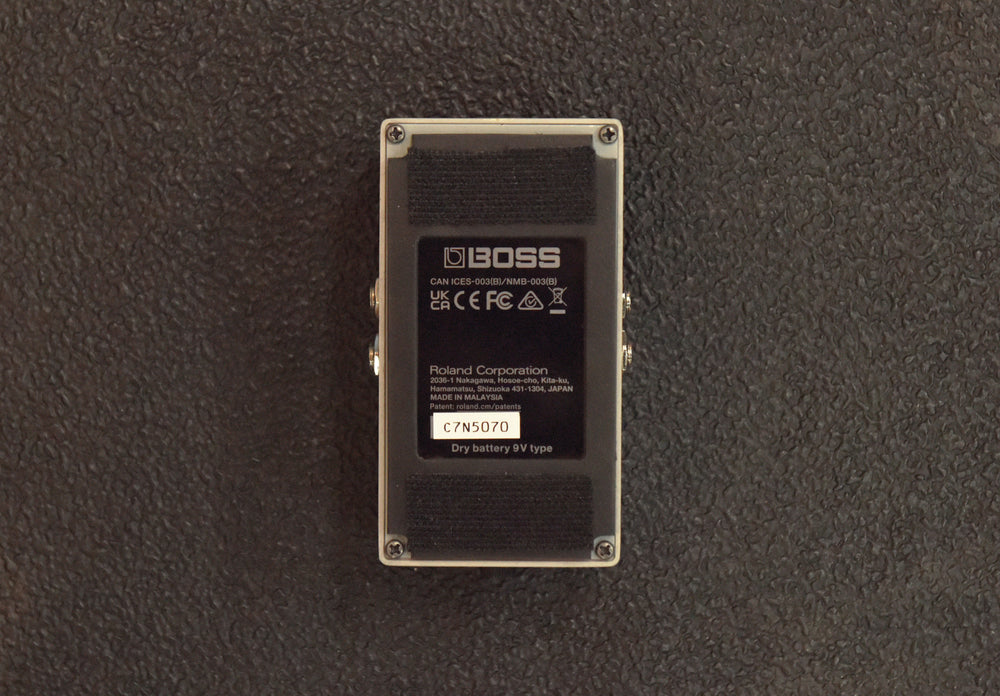 BOSS
CAN ICES-003(B)/NMB-003(B)
UK
CA CE FC
Roland Corporation
2036-1 Nakagawa, Hosoe-cho, Kita-ku,
Hamamatsu, Shizuoka 431-1304, JAPAN
MADE IN MALAYSIA
Patent: roland.cm/patents
C7N5070
Dry battery 9V type